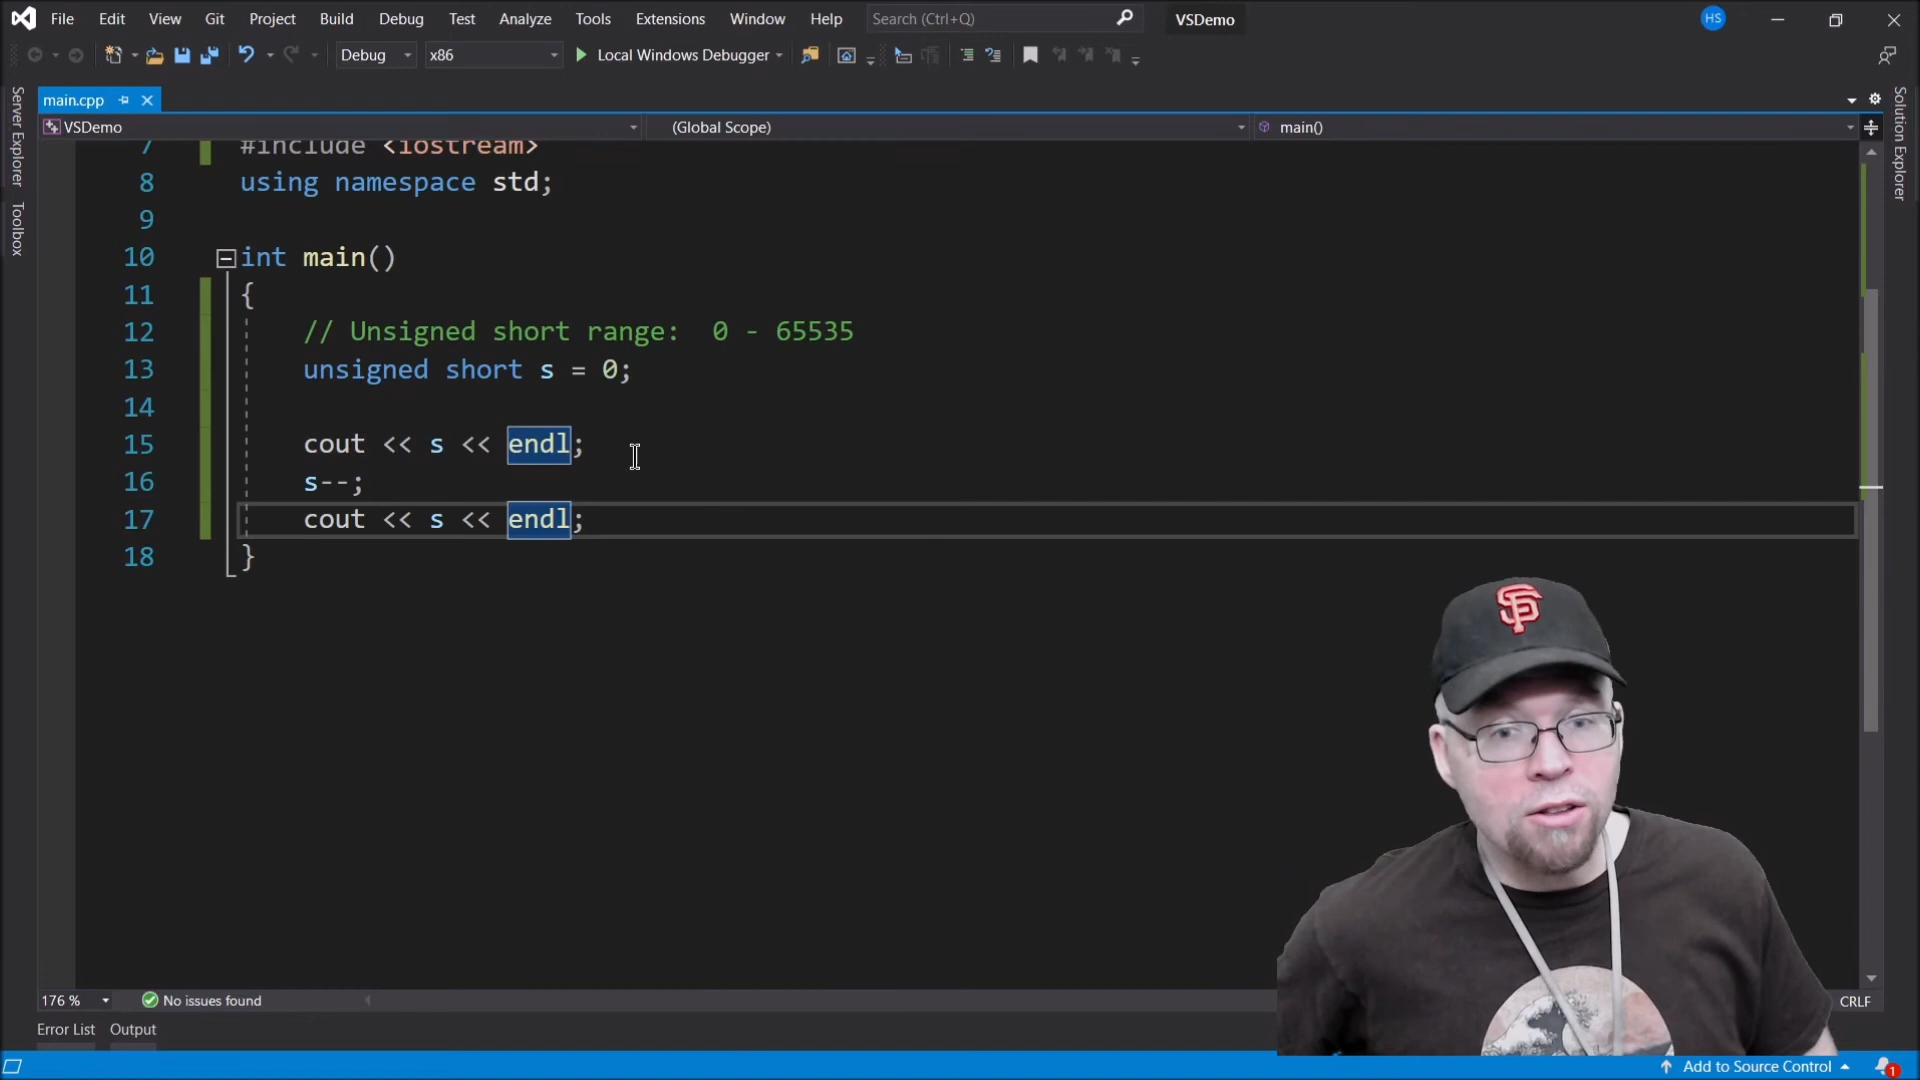 File Edit View Git Project Build Debug Test Analyze Tools Extensions Window Help Search (Ctrl+Q) VSDemo HS
Debug x86 Local Windows Debugger
Server Explorer
Toolbox
Solution Explorer
main.cpp
VSDemo (Global Scope) main()
7 #include <iostream>
8 using namespace std;
9
10 int main()
11 {
12 // Unsigned short range:  0 - 65535
13 unsigned short s = 0;
14
15 cout << s << endl;
16 s--;
17 cout << s << endl;
18 }
SF
176 % No issues found CRLF
Error List Output
Add to Source Control 1